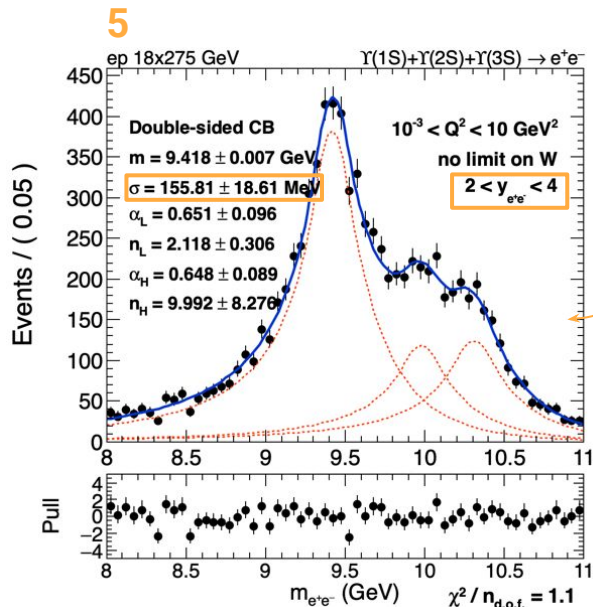 5
ep 18x275 GeV
ϒ(1S)+ϒ(2S)+ϒ(3S) → e⁺e⁻
Double-sided CB
m = 9.418 ± 0.007 GeV
σ = 155.81 ± 18.61 MeV
α_L = 0.651 ± 0.096
n_L = 2.118 ± 0.306
α_H = 0.648 ± 0.089
n_H = 9.992 ± 8.276
10⁻³ < Q² < 10 GeV²
no limit on W
2 < y_e⁺e⁻ < 4
Events / ( 0.05 )
450
400
350
300
250
200
150
100
50
0
8 8.5 9 9.5 10 10.5 11
Pull
4
2
0
−2
−4
8 8.5 9 9.5 10 10.5 11
m_e⁺e⁻ (GeV)
χ² / n_d.o.f. = 1.1